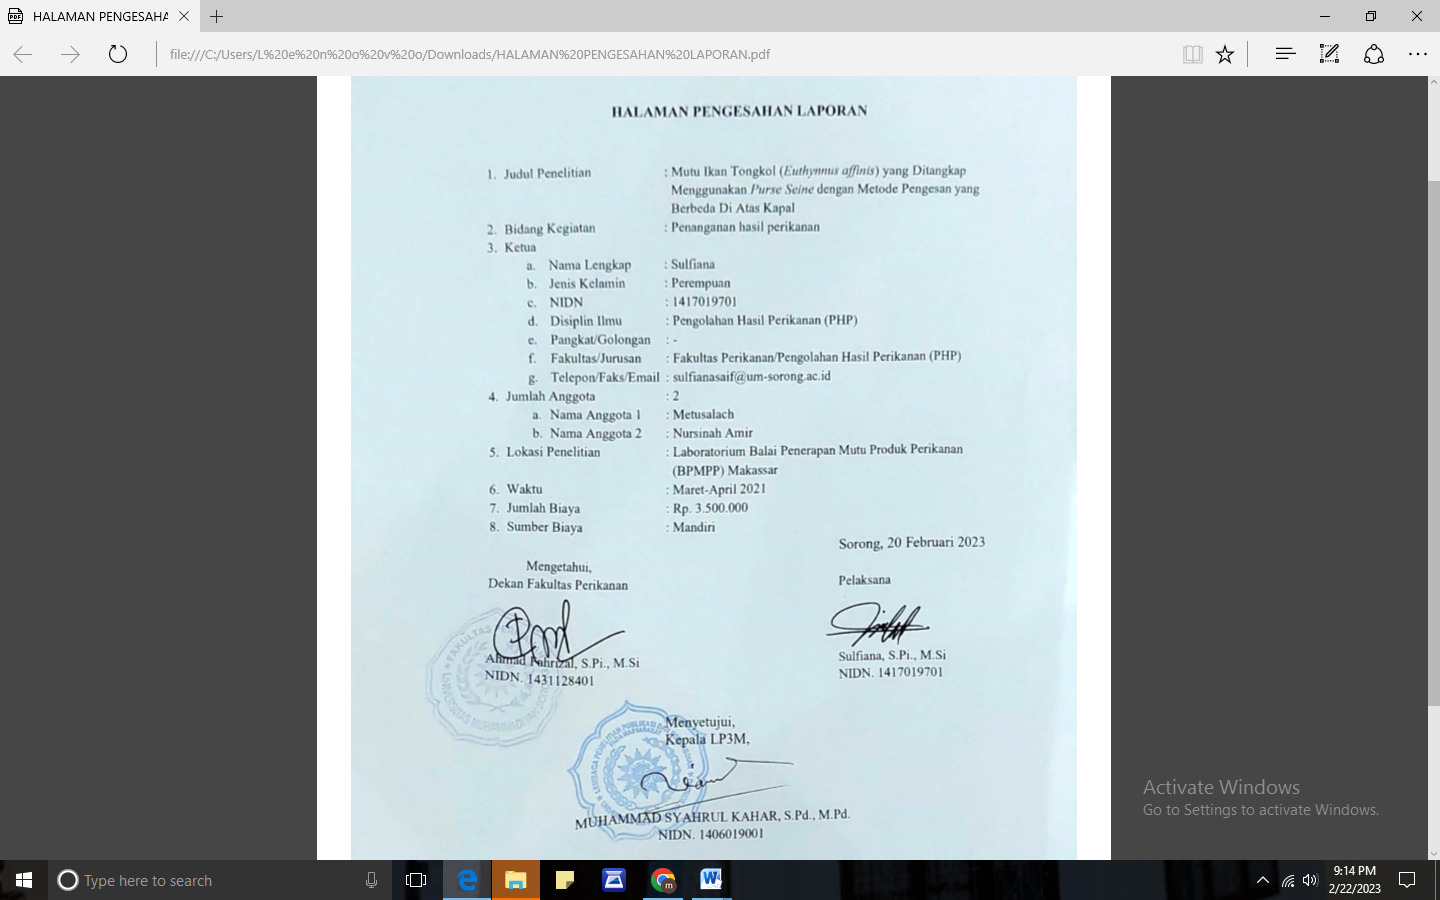 HALAMAN PENGESAHA
file:///C:/Users/L%20e%20n%20o%20v%20o/Downloads/HALAMAN%20PENGESAHAN%20LAPORAN.pdf
HALAMAN PENGESAHAN LAPORAN
1. Judul Penelitian : Mutu Ikan Tongkol (Euthynnus affinis) yang Ditangkap
Menggunakan Purse Seine dengan Metode Pengesan yang
Berbeda Di Atas Kapal
2. Bidang Kegiatan : Penanganan hasil perikanan
3. Ketua
a. Nama Lengkap : Sulfiana
b. Jenis Kelamin : Perempuan
c. NIDN : 1417019701
d. Disiplin Ilmu : Pengolahan Hasil Perikanan (PHP)
e. Pangkat/Golongan : -
f. Fakultas/Jurusan : Fakultas Perikanan/Pengolahan Hasil Perikanan (PHP)
g. Telepon/Faks/Email : sulfianasaif@um-sorong.ac.id
4. Jumlah Anggota : 2
a. Nama Anggota 1 : Metusalach
b. Nama Anggota 2 : Nursinah Amir
5. Lokasi Penelitian : Laboratorium Balai Penerapan Mutu Produk Perikanan
(BPMPP) Makassar
6. Waktu : Maret-April 2021
7. Jumlah Biaya : Rp. 3.500.000
8. Sumber Biaya : Mandiri
Sorong, 20 Februari 2023
Mengetahui,
Dekan Fakultas Perikanan
Pelaksana
Ahmad Fahrizal, S.Pi., M.Si
NIDN. 1431128401
Sulfiana, S.Pi., M.Si
NIDN. 1417019701
Menyetujui,
Kepala LP3M,
MUHAMMAD SYAHRUL KAHAR, S.Pd., M.Pd.
NIDN. 1406019001
Activate Windows
Go to Settings to activate Windows.
Type here to search
9:14 PM
2/22/2023